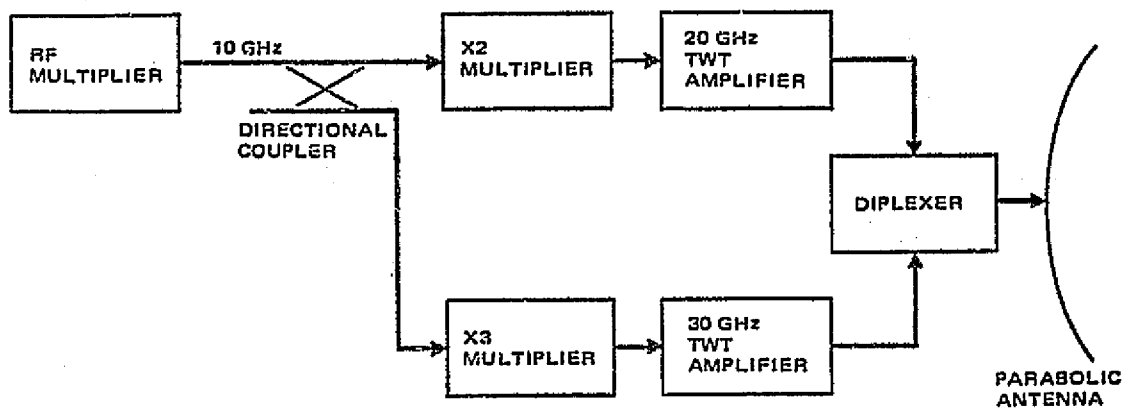 RF
MULTIPLIER
10 GHz
DIRECTIONAL
COUPLER
X2
MULTIPLIER
20 GHz
TWT
AMPLIFIER
DIPLEXER
X3
MULTIPLIER
30 GHz
TWT
AMPLIFIER
PARABOLIC
ANTENNA